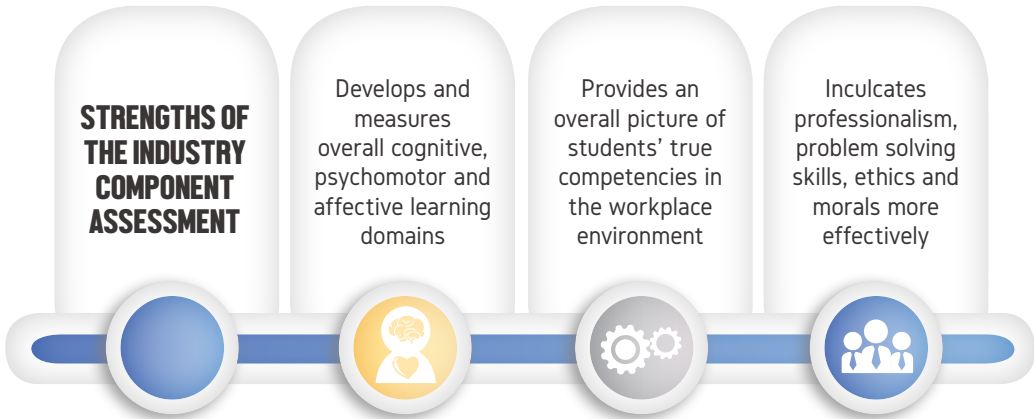 STRENGTHS OF
THE INDUSTRY
COMPONENT
ASSESSMENT
Develops and
measures
overall cognitive,
psychomotor and
affective learning
domains
Provides an
overall picture of
students’ true
competencies in
the workplace
environment
Inculcates
professionalism,
problem solving
skills, ethics and
morals more
effectively